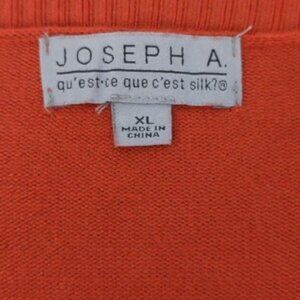 JOSEPH A.
qu'est•ce que c'est silk?®
XL
MADE IN
CHINA